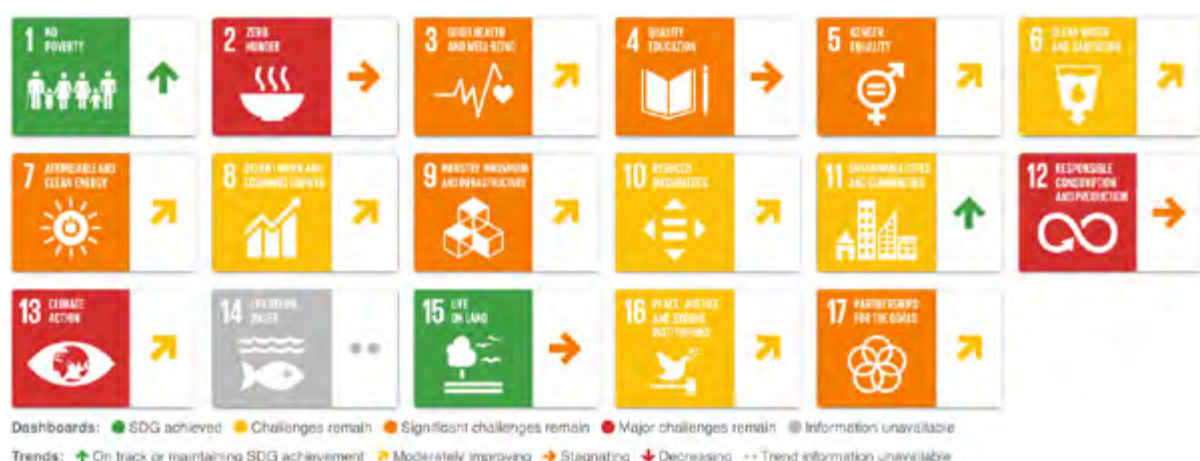 1 NO
POVERTY
2 ZERO
HUNGER
3 GOOD HEALTH
AND WELL-BEING
4 QUALITY
EDUCATION
5 GENDER
EQUALITY
6 CLEAN WATER
AND SANITATION
7 AFFORDABLE AND
CLEAN ENERGY
8 DECENT WORK AND
ECONOMIC GROWTH
9 INDUSTRY, INNOVATION
AND INFRASTRUCTURE
10 REDUCED
INEQUALITIES
11 SUSTAINABLE CITIES
AND COMMUNITIES
12 RESPONSIBLE
CONSUMPTION
AND PRODUCTION
13 CLIMATE
ACTION
14 LIFE BELOW
WATER
15 LIFE
ON LAND
16 PEACE, JUSTICE
AND STRONG
INSTITUTIONS
17 PARTNERSHIPS
FOR THE GOALS
Dashboards: SDG achieved Challenges remain Significant challenges remain Major challenges remain Information unavailable
Trends: On track or maintaining SDG achievement Moderately improving Stagnating Decreasing Trend information unavailable